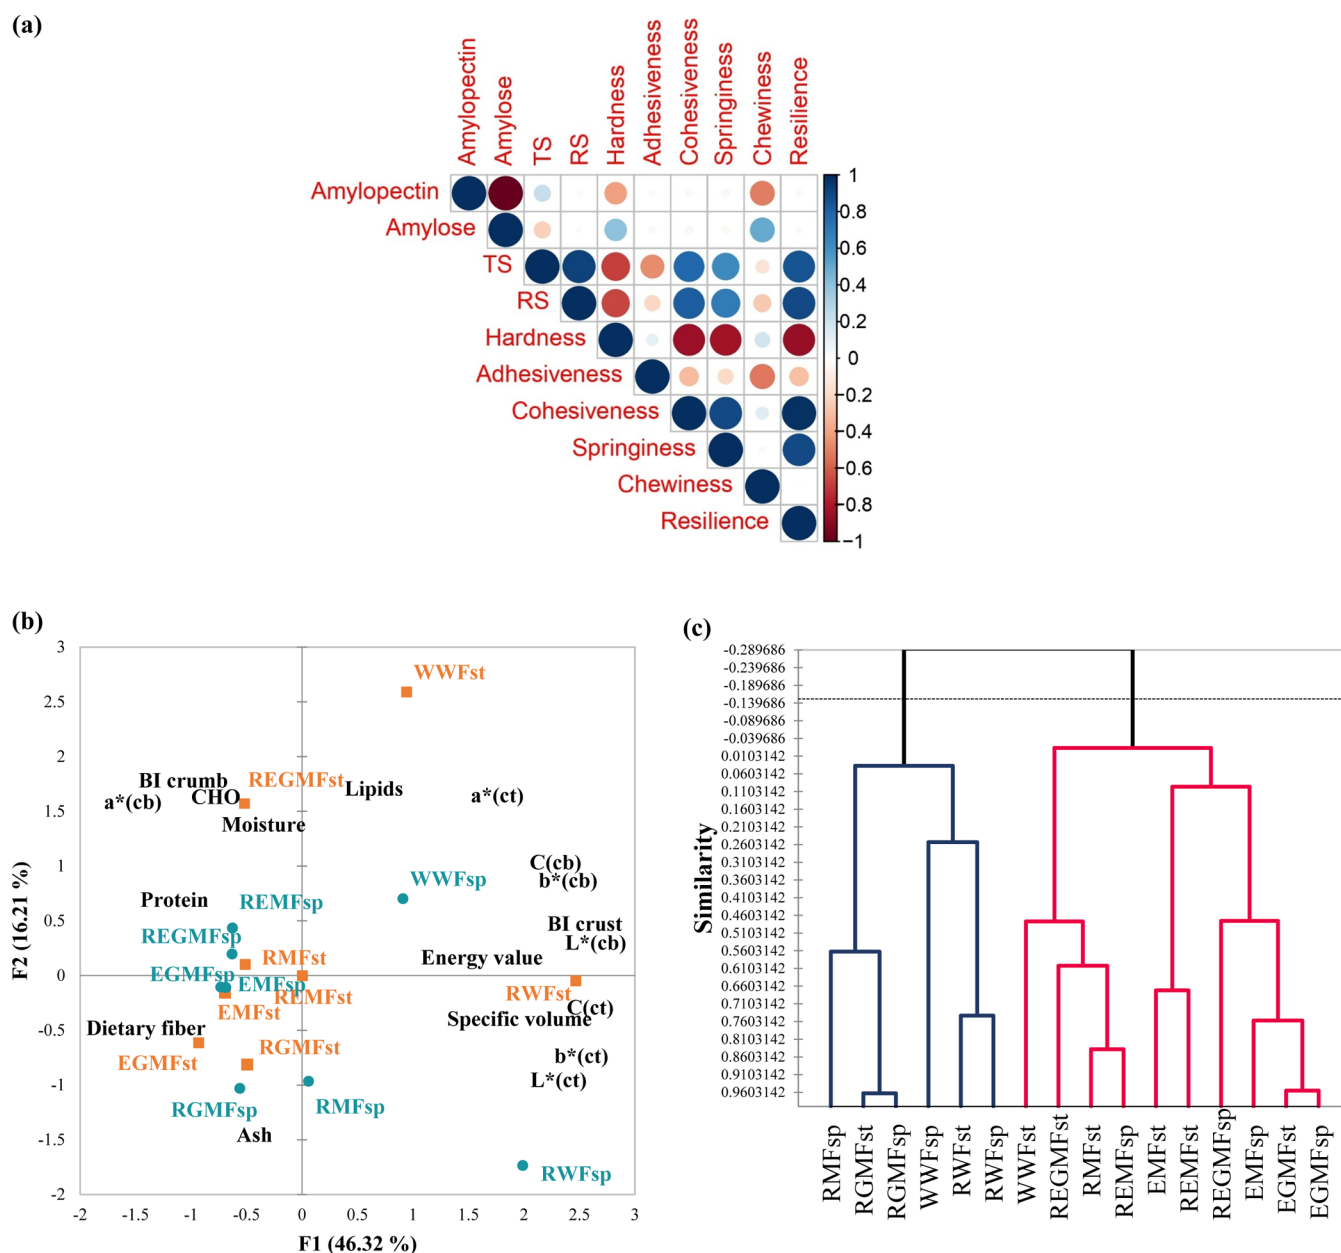 (a)
Amylopectin
Amylose
TS
RS
Hardness
Adhesiveness
Cohesiveness
Springiness
Chewiness
Resilience
Amylopectin
Amylose
TS
RS
Hardness
Adhesiveness
Cohesiveness
Springiness
Chewiness
Resilience
1
0.8
0.6
0.4
0.2
0
-0.2
-0.4
-0.6
-0.8
-1
(b)
F2 (16.21 %)
3
2.5
2
1.5
1
0.5
0
-0.5
-1
-1.5
-2
WWFst
BI crumb
REGMFst
a*(cb)
CHO
Lipids
a*(ct)
Moisture
C(cb)
WWFsp
b*(cb)
Protein
REMFsp
BI crust
REGMFsp
L*(cb)
RMFst
Energy value
EGMFsp
EMFsp
REMFst
RWFst
EMFst
C(ct)
Dietary fiber
Specific volume
EGMFst
RGMFst
b*(ct)
L*(ct)
RGMFsp
RMFsp
Ash
RWFsp
-2 -1.5 -1 -0.5 0 0.5 1 1.5 2 2.5 3
F1 (46.32 %)
(c)
Similarity
-0.289686
-0.239686
-0.189686
-0.139686
-0.089686
-0.039686
0.0103142
0.0603142
0.1103142
0.1603142
0.2103142
0.2603142
0.3103142
0.3603142
0.4103142
0.4603142
0.5103142
0.5603142
0.6103142
0.6603142
0.7103142
0.7603142
0.8103142
0.8603142
0.9103142
0.9603142
RMFsp
RGMFst
RGMFsp
WWFsp
RWFst
RWFsp
WWFst
REGMFst
RMFst
REMFsp
EMFst
REMFst
REGMFsp
EMFsp
EGMFst
EGMFsp